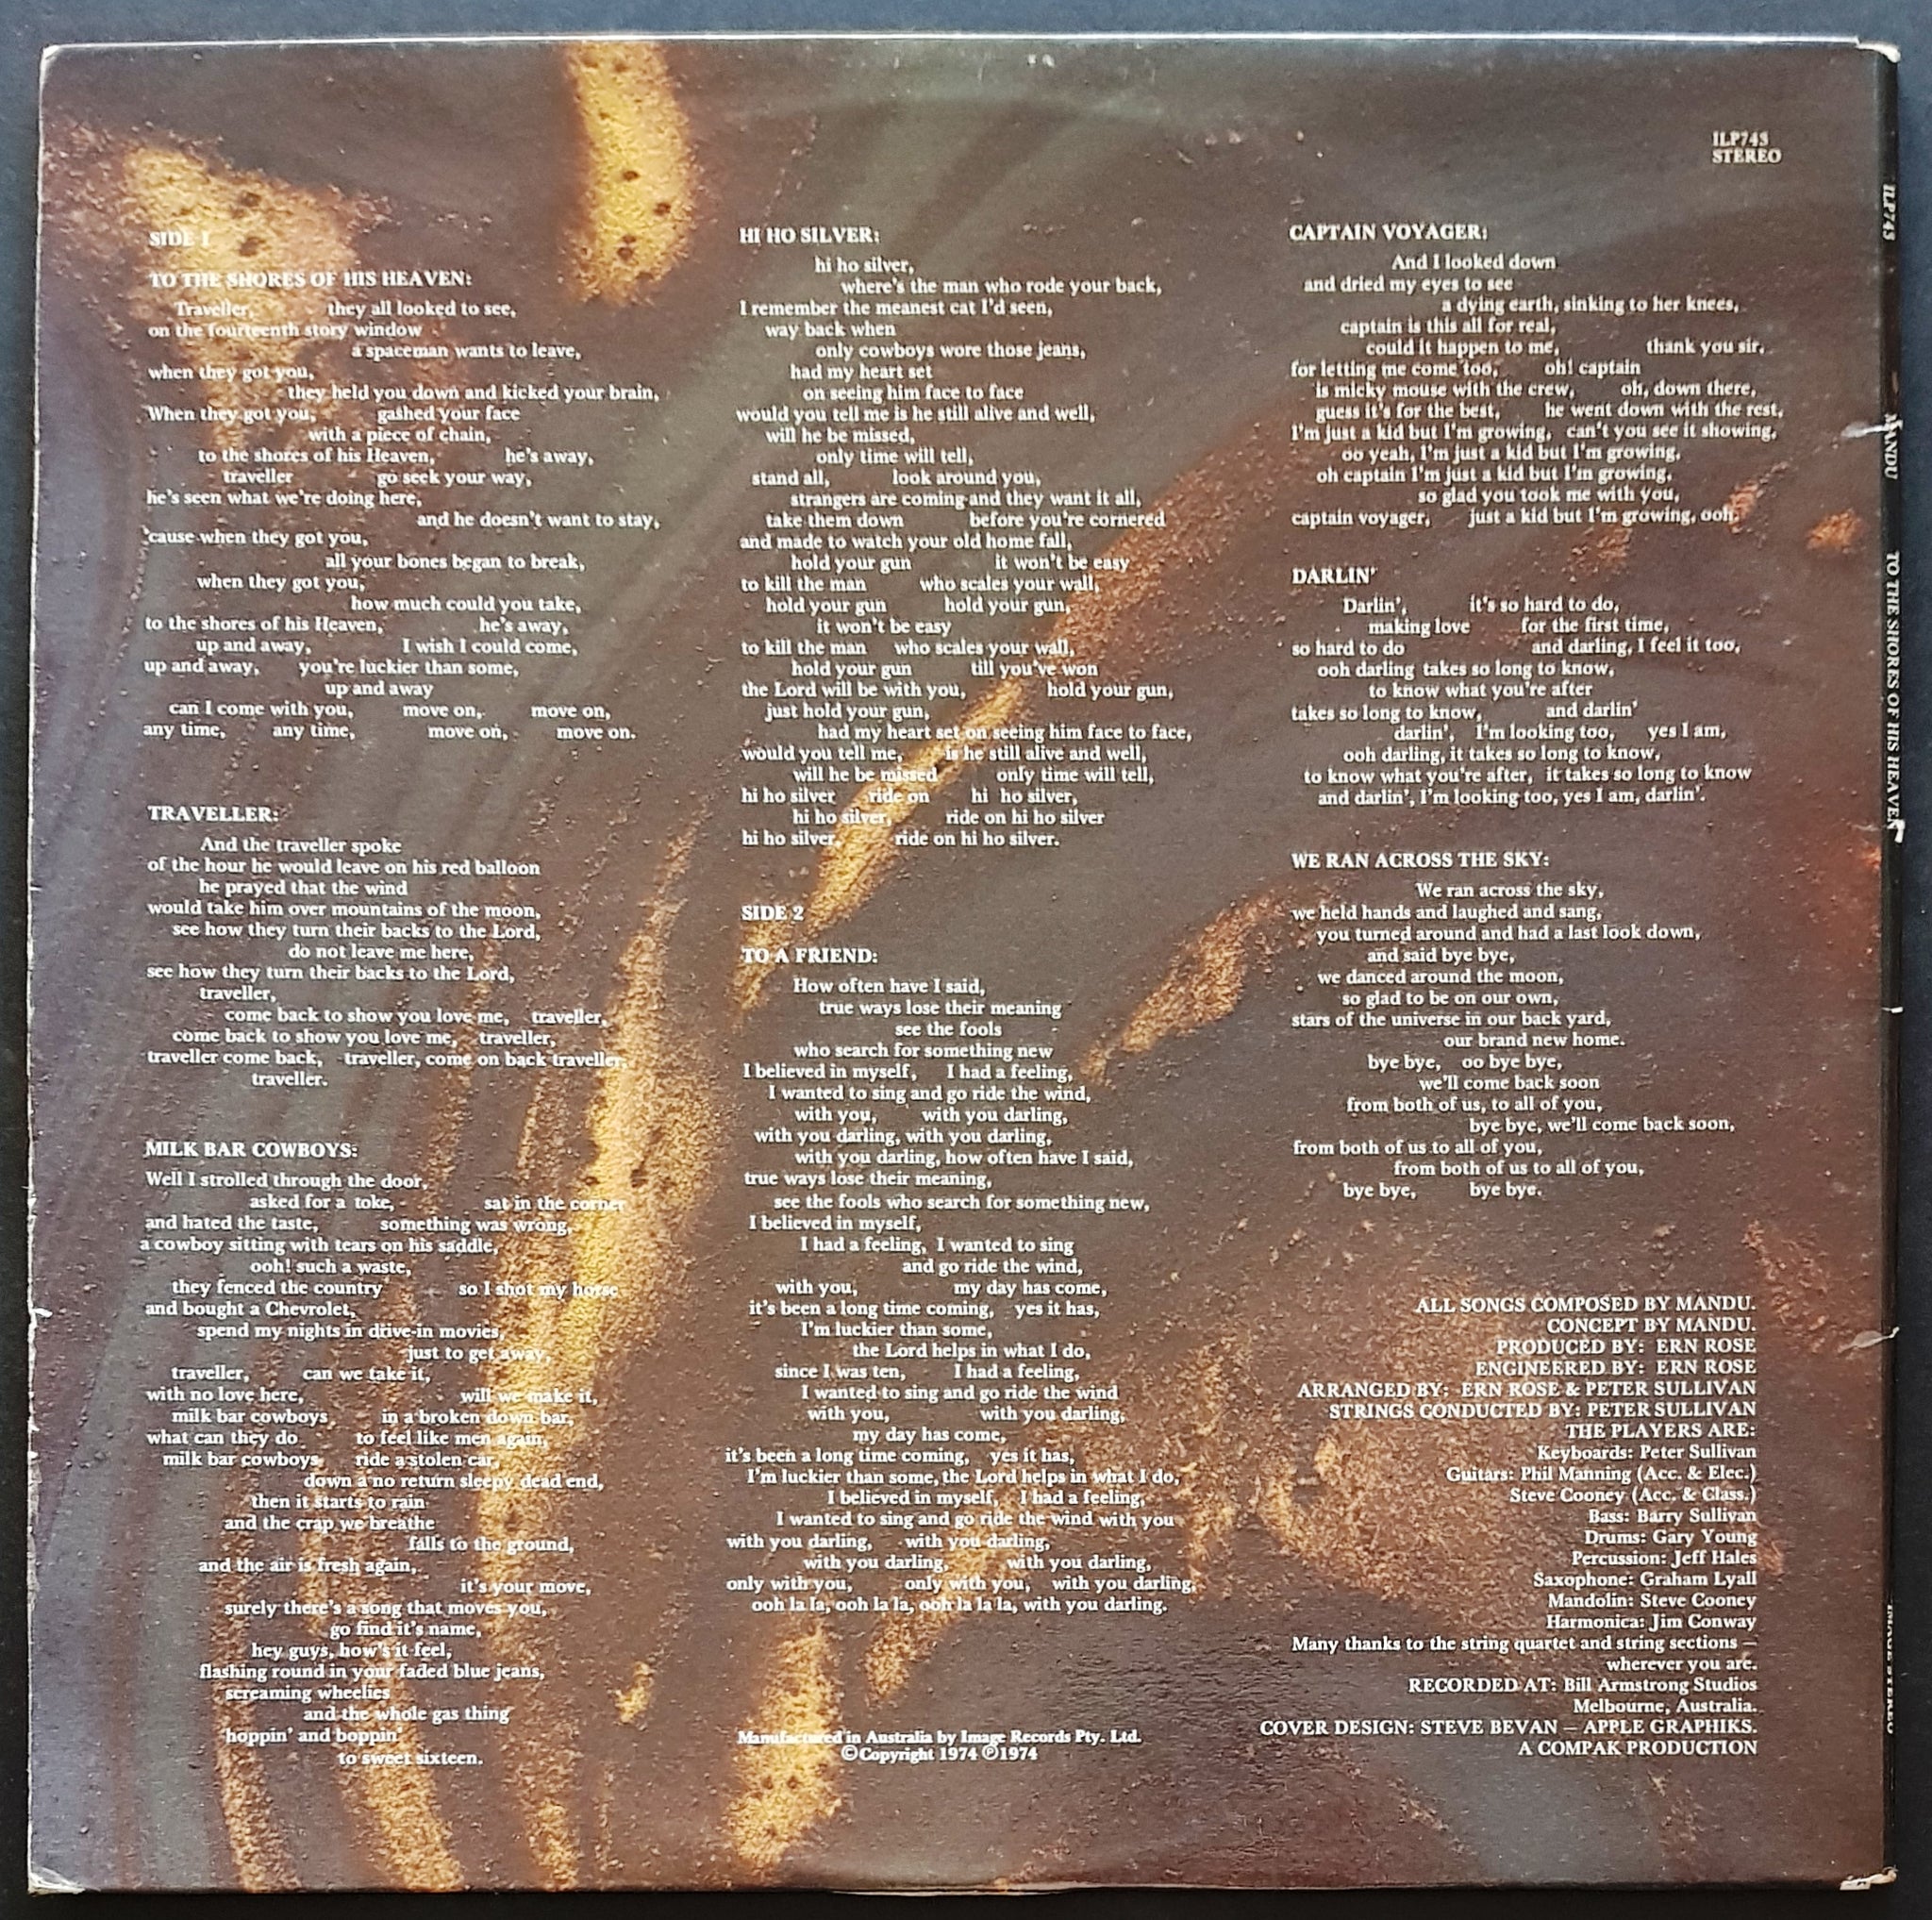 SIDE 1
TO THE SHORES OF HIS HEAVEN:
Traveller, they all looked to see,
on the fourteenth story window
a spaceman wants to leave,
when they got you,
they held you down and kicked your brain,
When they got you, gashed your face
with a piece of chain,
to the shores of his Heaven, he's away,
traveller go seek your way,
he's seen what we're doing here,
and he doesn't want to stay,
'cause when they got you,
all your bones began to break,
when they got you,
how much could you take,
to the shores of his Heaven, he's away,
up and away, I wish I could come,
up and away, you're luckier than some,
up and away
can I come with you, move on, move on,
any time, any time, move on, move on.
TRAVELLER:
And the traveller spoke
of the hour he would leave on his red balloon
he prayed that the wind
would take him over mountains of the moon,
see how they turn their backs to the Lord,
do not leave me here,
see how they turn their backs to the Lord,
traveller,
come back to show you love me, traveller,
come back to show you love me, traveller,
traveller come back, traveller, come on back traveller,
traveller.
MILK BAR COWBOYS:
Well I strolled through the door,
asked for a toke, sat in the corner
and hated the taste, something was wrong,
a cowboy sitting with tears on his saddle,
ooh! such a waste,
they fenced the country so I shot my horse
and bought a Chevrolet,
spend my nights in drive-in movies,
just to get away,
traveller, can we take it,
with no love here, will we make it,
milk bar cowboys in a broken down bar,
what can they do to feel like men again,
milk bar cowboys ride a stolen car,
down a no return sleepy dead end,
then it starts to rain
and the crap we breathe
falls to the ground,
and the air is fresh again,
it's your move,
surely there's a song that moves you,
go find it's name,
hey guys, how's it feel,
flashing round in your faded blue jeans,
screaming wheelies
and the whole gas thing
hoppin' and boppin'
to sweet sixteen.
HI HO SILVER:
hi ho silver,
where's the man who rode your back,
I remember the meanest cat I'd seen,
way back when
only cowboys wore those jeans,
had my heart set
on seeing him face to face
would you tell me is he still alive and well,
will he be missed,
only time will tell,
stand all, look around you,
strangers are coming and they want it all,
take them down before you're cornered
and made to watch your old home fall,
hold your gun it won't be easy
to kill the man who scales your wall,
hold your gun hold your gun,
it won't be easy
to kill the man who scales your wall,
hold your gun till you've won
the Lord will be with you, hold your gun,
just hold your gun,
had my heart set on seeing him face to face,
would you tell me, is he still alive and well,
will he be missed only time will tell,
hi ho silver ride on hi ho silver,
hi ho silver, ride on hi ho silver
hi ho silver, ride on hi ho silver.
SIDE 2
TO A FRIEND:
How often have I said,
true ways lose their meaning
see the fools
who search for something new
I believed in myself, I had a feeling,
I wanted to sing and go ride the wind,
with you, with you darling,
with you darling, with you darling,
with you darling, how often have I said,
true ways lose their meaning,
see the fools who search for something new,
I believed in myself,
I had a feeling, I wanted to sing
and go ride the wind,
with you, my day has come,
it's been a long time coming, yes it has,
I'm luckier than some,
the Lord helps in what I do,
since I was ten, I had a feeling,
I wanted to sing and go ride the wind
with you, with you darling,
my day has come,
it's been a long time coming, yes it has,
I'm luckier than some, the Lord helps in what I do,
I believed in myself, I had a feeling,
I wanted to sing and go ride the wind with you
with you darling, with you darling,
with you darling, with you darling,
only with you, only with you, with you darling,
ooh la la, ooh la la, ooh la la la, with you darling.
Manufactured in Australia by Image Records Pty. Ltd.
©Copyright 1974 ℗1974
ILP743
STEREO
CAPTAIN VOYAGER:
And I looked down
and dried my eyes to see
a dying earth, sinking to her knees,
captain is this all for real,
could it happen to me, thank you sir,
for letting me come too, oh! captain
is micky mouse with the crew, oh, down there,
guess it's for the best, he went down with the rest,
I'm just a kid but I'm growing, can't you see it showing,
oo yeah, I'm just a kid but I'm growing,
oh captain I'm just a kid but I'm growing,
so glad you took me with you,
captain voyager, just a kid but I'm growing, ooh.
DARLIN'
Darlin', it's so hard to do,
making love for the first time,
so hard to do and darling, I feel it too,
ooh darling takes so long to know,
to know what you're after
takes so long to know, and darlin'
darlin', I'm looking too, yes I am,
ooh darling, it takes so long to know,
to know what you're after, it takes so long to know
and darlin', I'm looking too, yes I am, darlin'.
WE RAN ACROSS THE SKY:
We ran across the sky,
we held hands and laughed and sang,
you turned around and had a last look down,
and said bye bye,
we danced around the moon,
so glad to be on our own,
stars of the universe in our back yard,
our brand new home.
bye bye, oo bye bye,
we'll come back soon
from both of us, to all of you,
bye bye, we'll come back soon,
from both of us to all of you,
from both of us to all of you,
bye bye, bye bye.
ALL SONGS COMPOSED BY MANDU.
CONCEPT BY MANDU.
PRODUCED BY: ERN ROSE
ENGINEERED BY: ERN ROSE
ARRANGED BY: ERN ROSE & PETER SULLIVAN
STRINGS CONDUCTED BY: PETER SULLIVAN
THE PLAYERS ARE:
Keyboards: Peter Sullivan
Guitars: Phil Manning (Acc. & Elec.)
Steve Cooney (Acc. & Class.)
Bass: Barry Sullivan
Drums: Gary Young
Percussion: Jeff Hales
Saxophone: Graham Lyall
Mandolin: Steve Cooney
Harmonica: Jim Conway
Many thanks to the string quartet and string sections —
wherever you are.
RECORDED AT: Bill Armstrong Studios
Melbourne, Australia.
COVER DESIGN: STEVE BEVAN — APPLE GRAPHIKS.
A COMPAK PRODUCTION
ILP743 MANDU TO THE SHORES OF HIS HEAVEN